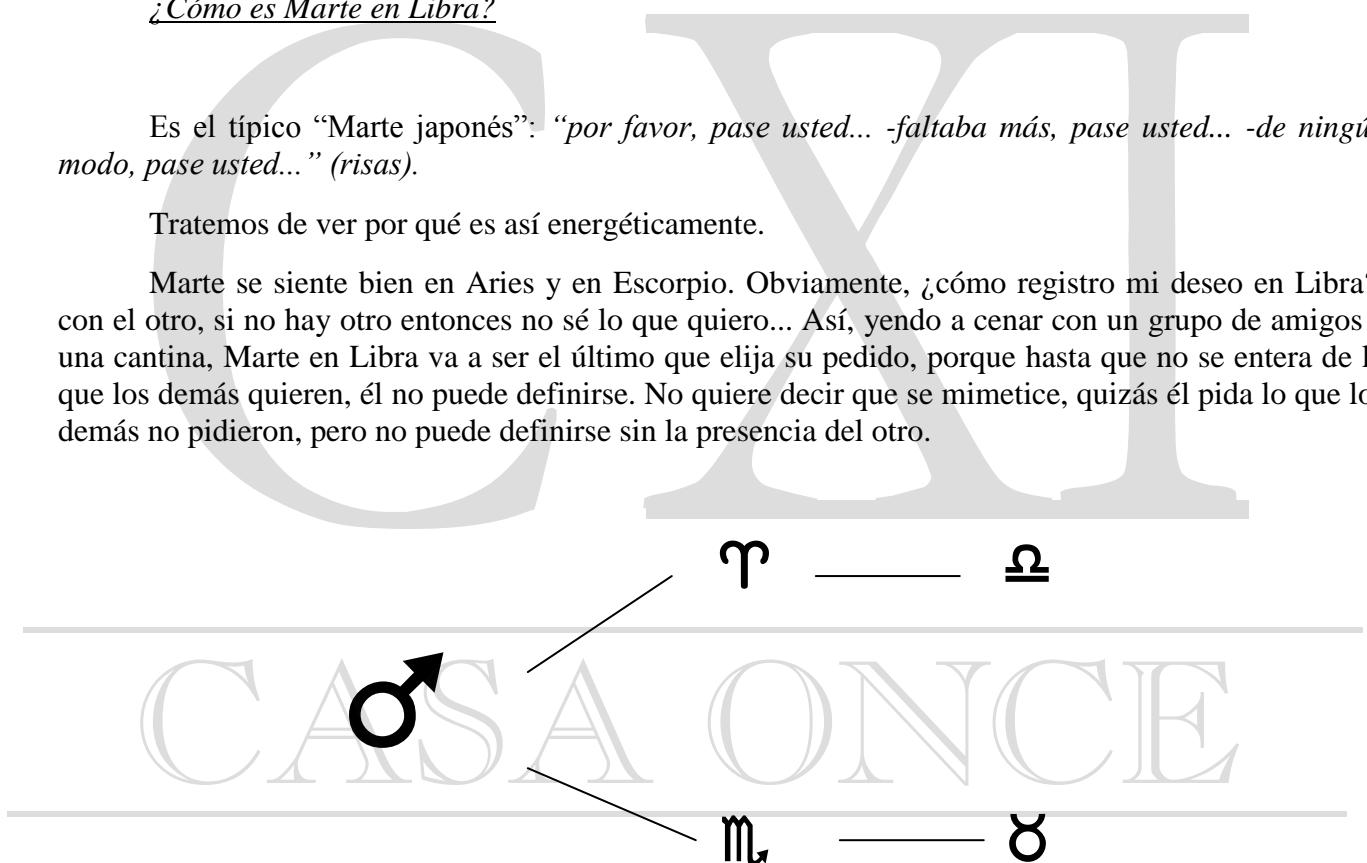 ¿Cómo es Marte en Libra?
Es el típico “Marte japonés”: “por favor, pase usted... -faltaba más, pase usted... -de ningú
modo, pase usted...” (risas).
Tratemos de ver por qué es así energéticamente.
Marte se siente bien en Aries y en Escorpio. Obviamente, ¿cómo registro mi deseo en Libra?
con el otro, si no hay otro entonces no sé lo que quiero... Así, yendo a cenar con un grupo de amigos
una cantina, Marte en Libra va a ser el último que elija su pedido, porque hasta que no se entera de l
que los demás quieren, él no puede definirse. No quiere decir que se mimetice, quizás él pida lo que lo
demás no pidieron, pero no puede definirse sin la presencia del otro.
CXI
♈ ♎
♂
CASA ONCE
♏ ♉